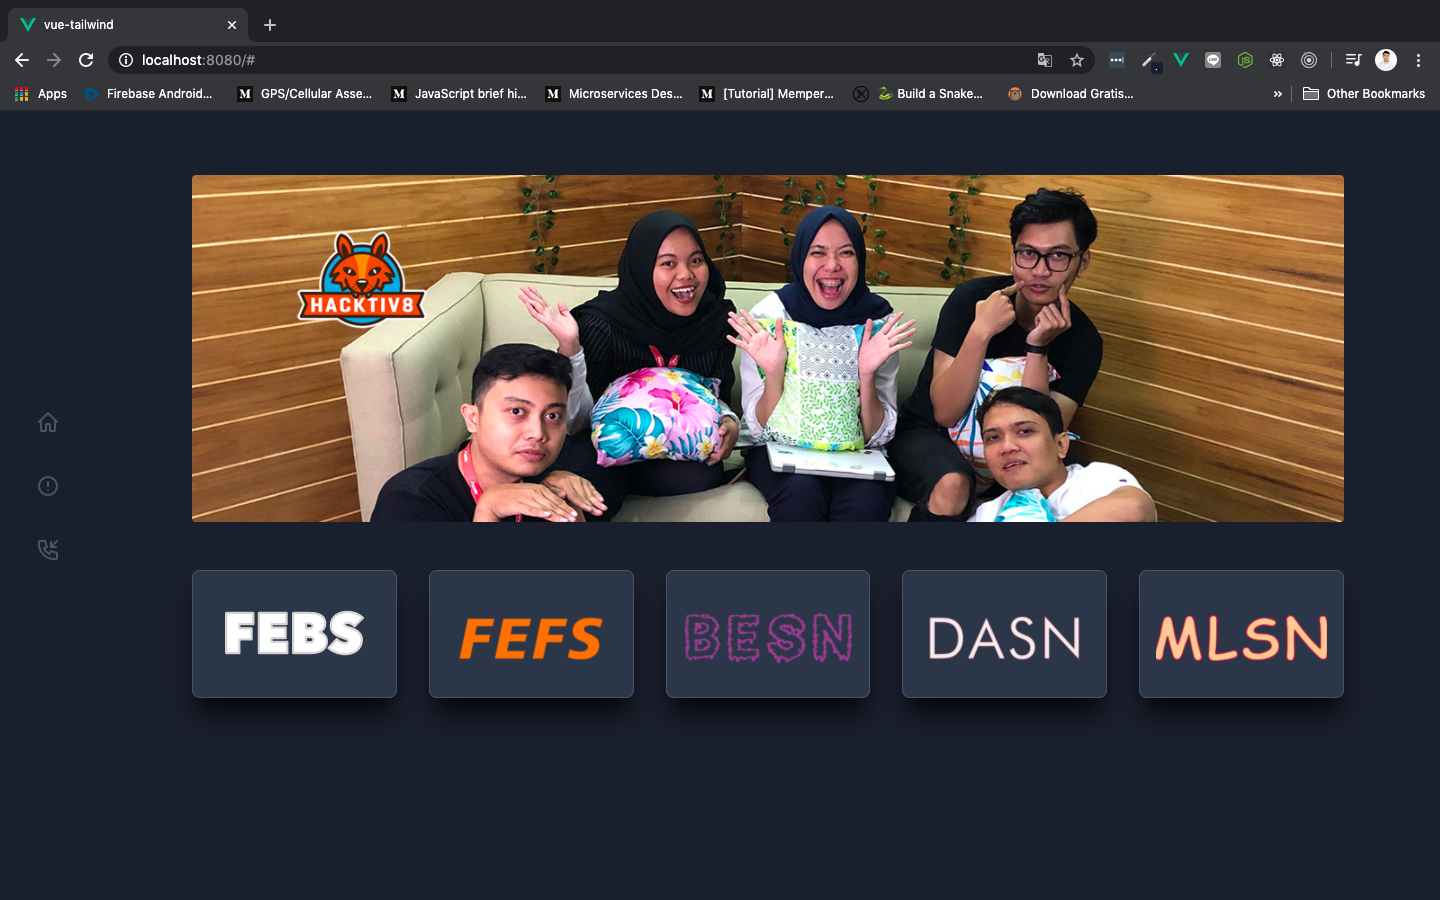 vue-tailwind
localhost:8080/#
Apps
Firebase Android...
GPS/Cellular Asse...
JavaScript brief hi...
Microservices Des...
[Tutorial] Memper...
Build a Snake...
Download Gratis...
Other Bookmarks
HACKTIV8
FEBS
FEFS
BESN
DASN
MLSN